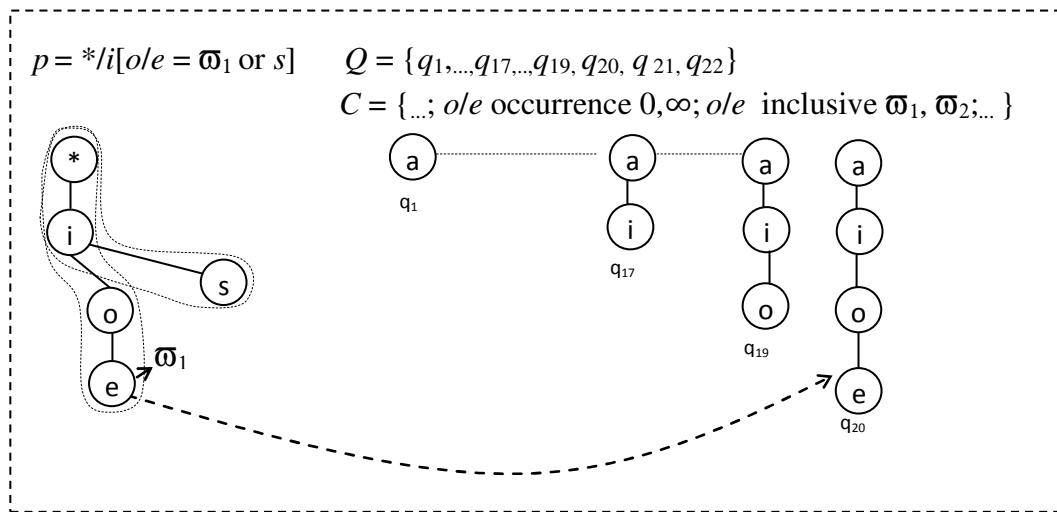 p = */i[o/e = ϖ₁ or s] Q = {q₁,...,q₁₇,..,q₁₉, q₂₀, q ₂₁, q₂₂}
C = {...; o/e occurrence 0,∞; o/e inclusive ϖ₁, ϖ₂;... }
* a a a a
q₁
i i i i
q₁₇
s
o o o
q₁₉
ϖ₁
e e
q₂₀